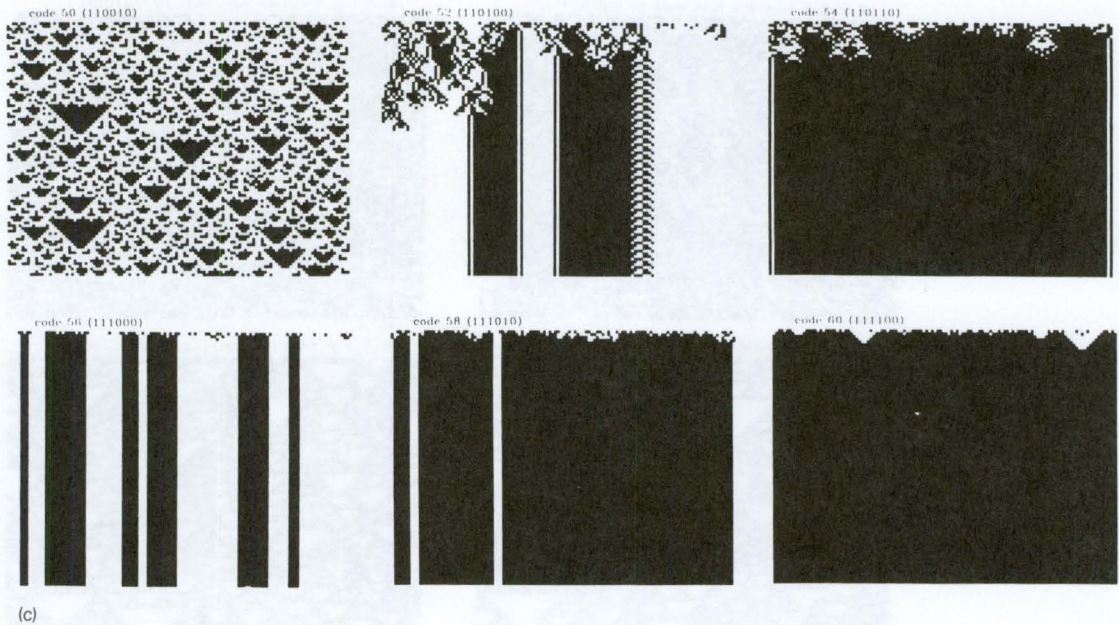 code 50 (110010)
code 52 (110100)
code 54 (110110)
code 56 (111000)
code 58 (111010)
code 60 (111100)
(c)